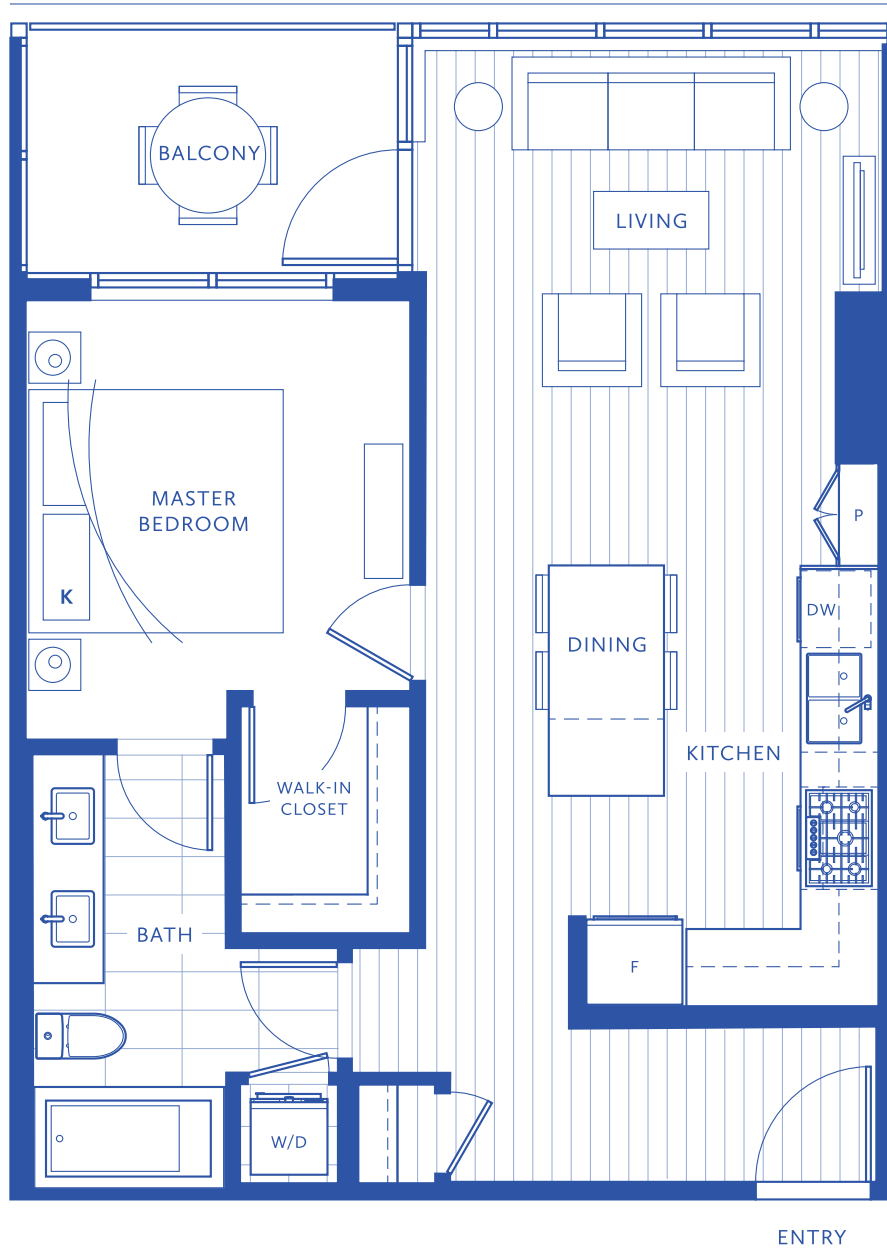 BALCONY
LIVING
MASTER
BEDROOM
P
K
DW
DINING
KITCHEN
WALK-IN
CLOSET
BATH
F
W/D
ENTRY